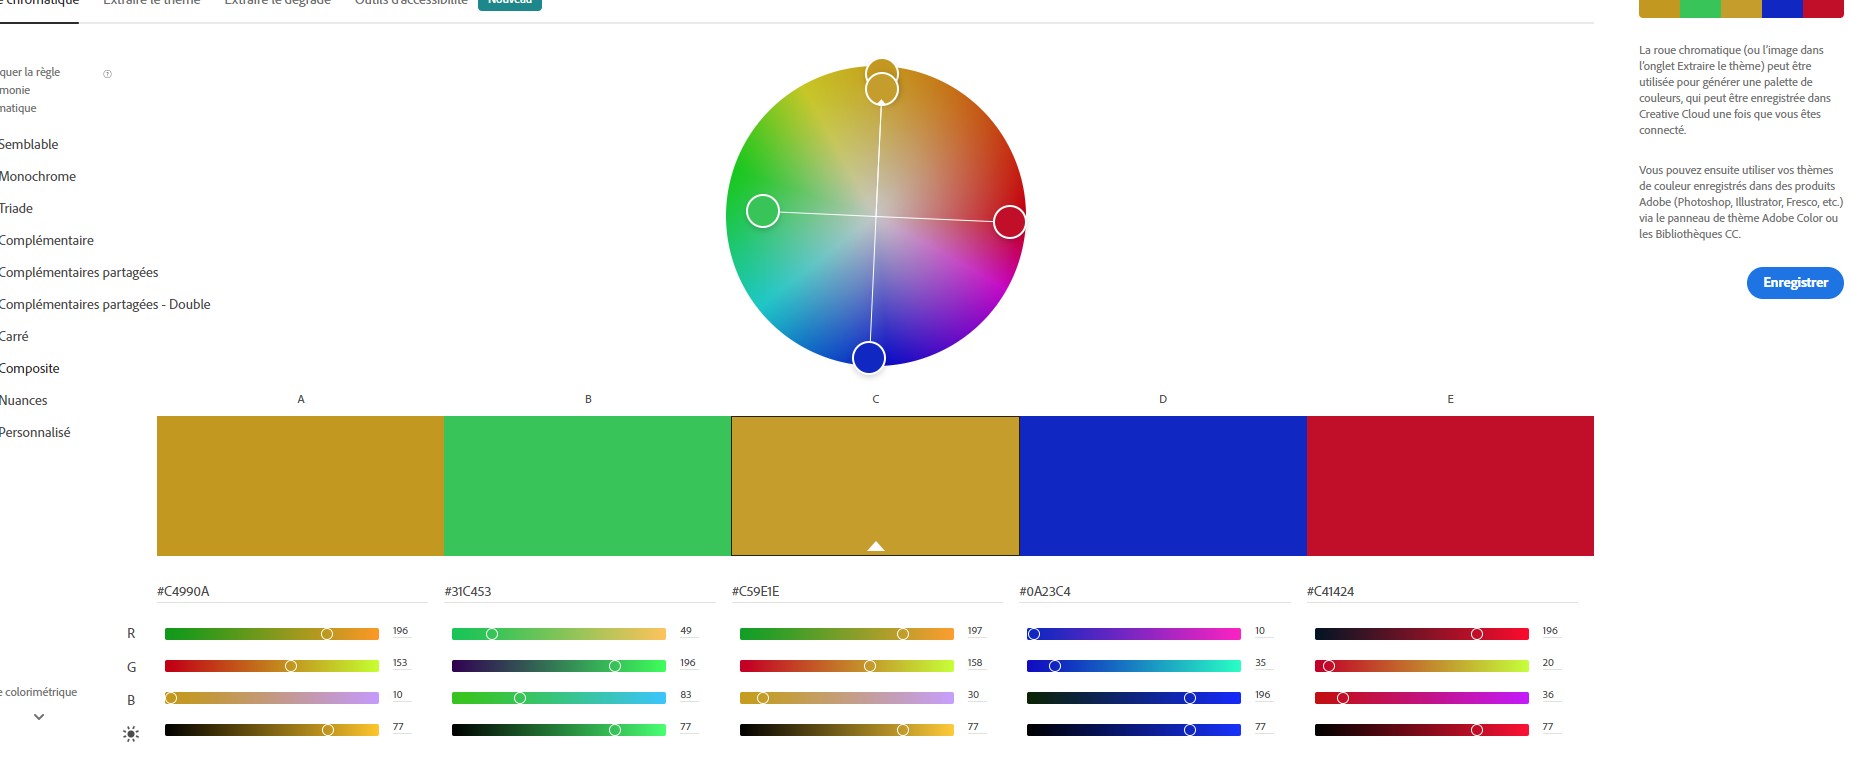 e chromatique Extraire le thème Extraire le dégradé Outils d'accessibilité Nouveau
quer la règle
monie
matique
Semblable
Monochrome
Triade
Complémentaire
Complémentaires partagées
Complémentaires partagées - Double
Carré
Composite
Nuances
Personnalisé
La roue chromatique (ou l'image dans
l'onglet Extraire le thème) peut être
utilisée pour générer une palette de
couleurs, qui peut être enregistrée dans
Creative Cloud une fois que vous êtes
connecté.
Vous pouvez ensuite utiliser vos thèmes
de couleur enregistrés dans des produits
Adobe (Photoshop, Illustrator, Fresco, etc.)
via le panneau de thème Adobe Color ou
les Bibliothèques CC.
Enregistrer
A B C D E
#C4990A #31C453 #C59E1E #0A23C4 #C41424
R 196 49 197 10 196
G 153 196 158 35 20
B 10 83 30 196 36
77 77 77 77 77
e colorimétrique